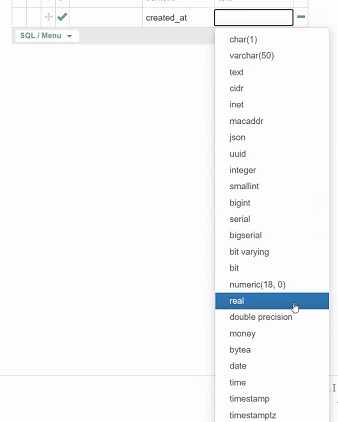 created_at
SQL / Menu
char(1)
varchar(50)
text
cidr
inet
macaddr
json
uuid
integer
smallint
bigint
serial
bigserial
bit varying
bit
numeric(18, 0)
real
double precision
money
bytea
date
time
timestamp
timestamptz